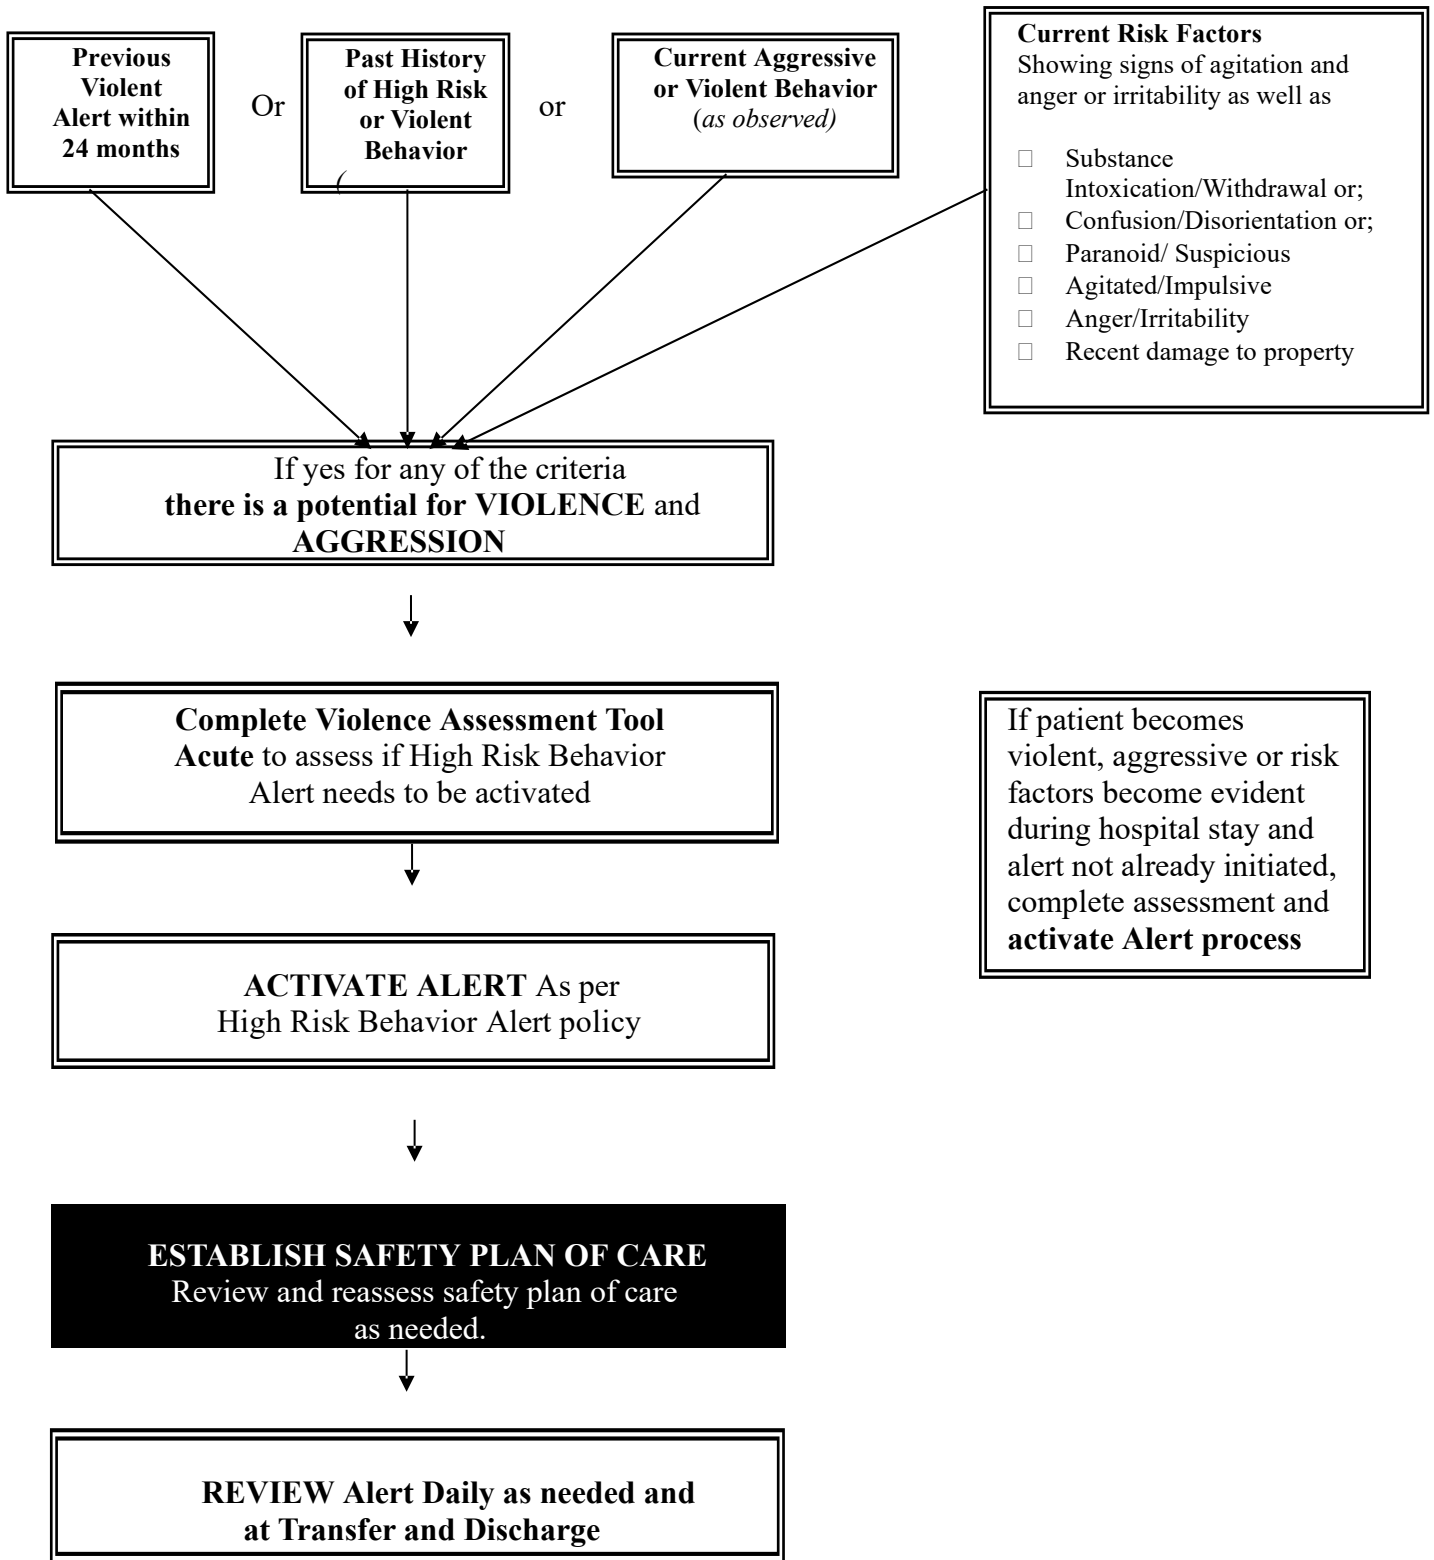 Previous
Violent
Alert within
24 months
Or
Past History
of High Risk
or Violent
Behavior
(
or
Current Aggressive
or Violent Behavior
(as observed)
Current Risk Factors
Showing signs of agitation and
anger or irritability as well as
□ Substance
Intoxication/Withdrawal or;
□ Confusion/Disorientation or;
□ Paranoid/ Suspicious
□ Agitated/Impulsive
□ Anger/Irritability
□ Recent damage to property
If yes for any of the criteria
there is a potential for VIOLENCE and
AGGRESSION
Complete Violence Assessment Tool
Acute to assess if High Risk Behavior
Alert needs to be activated
If patient becomes
violent, aggressive or risk
factors become evident
during hospital stay and
alert not already initiated,
complete assessment and
activate Alert process
ACTIVATE ALERT As per
High Risk Behavior Alert policy
ESTABLISH SAFETY PLAN OF CARE
Review and reassess safety plan of care
as needed.
REVIEW Alert Daily as needed and
at Transfer and Discharge